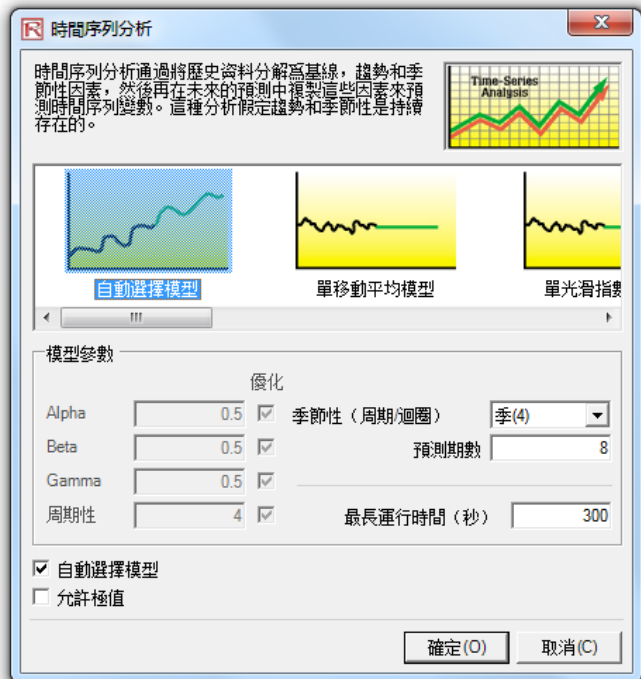 時間序列分析
時間序列分析通過將歷史資料分解爲基線，趨勢和季
節性因素，然後再在未來的預測中複製這些因素來預
測時間序列變數。這種分析假定趨勢和季節性是持續
存在的。
Time-Series
Analysis
自動選擇模型
單移動平均模型
單光滑指數
模型參數
優化
Alpha 0.5 季節性（周期/迴圈） 季(4)
Beta 0.5 預測期數 8
Gamma 0.5
周期性 4 最長運行時間（秒） 300
自動選擇模型
允許極值
確定(O) 取消(C)